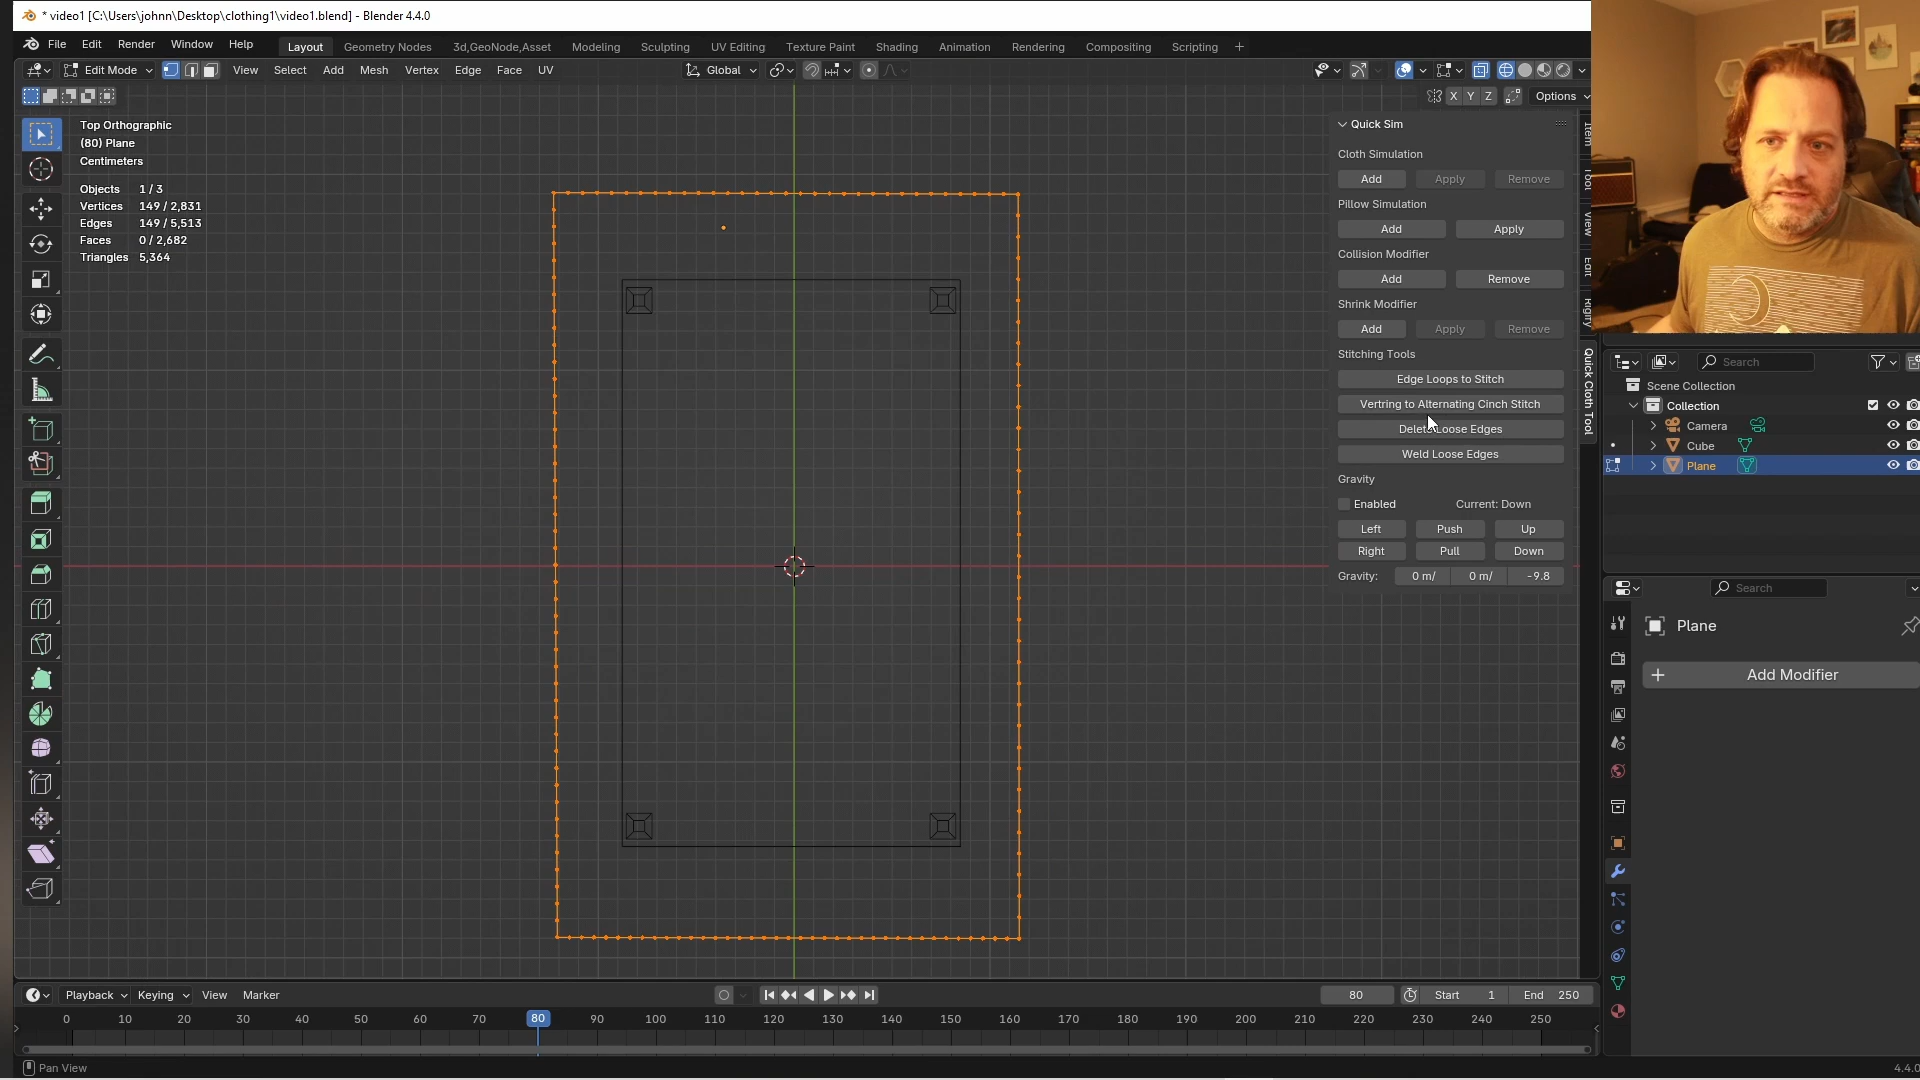 * video1 [C:\Users\johnn\Desktop\clothing1\video1.blend] - Blender 4.4.0
File Edit Render Window Help Layout Geometry Nodes 3d,GeoNode,Asset Modeling Sculpting UV Editing Texture Paint Shading Animation Rendering Compositing Scripting +
Edit Mode View Select Add Mesh Vertex Edge Face UV Global
X Y Z Options
Top Orthographic
(80) Plane
Centimeters
Objects 1 / 3
Vertices 149 / 2,831
Edges 149 / 5,513
Faces 0 / 2,682
Triangles 5,364
Quick Sim
Cloth Simulation
Add Apply Remove
Pillow Simulation
Add Apply
Collision Modifier
Add Remove
Shrink Modifier
Add Apply Remove
Stitching Tools
Edge Loops to Stitch
Vertring to Alternating Cinch Stitch
Delete Loose Edges
Weld Loose Edges
Gravity
Enabled Current: Down
Left Push Up
Right Pull Down
Gravity: 0 m/ 0 m/ -9.8
Item
Tool
View
Edit
Rigify
Quick Cloth Tool
Search
Scene Collection
Collection
Camera
Cube
Plane
Search
Plane
+ Add Modifier
Playback Keying View Marker 80 Start 1 End 250
0 10 20 30 40 50 60 70 80 90 100 110 120 130 140 150 160 170 180 190 200 210 220 230 240 250
Pan View
4.4.0